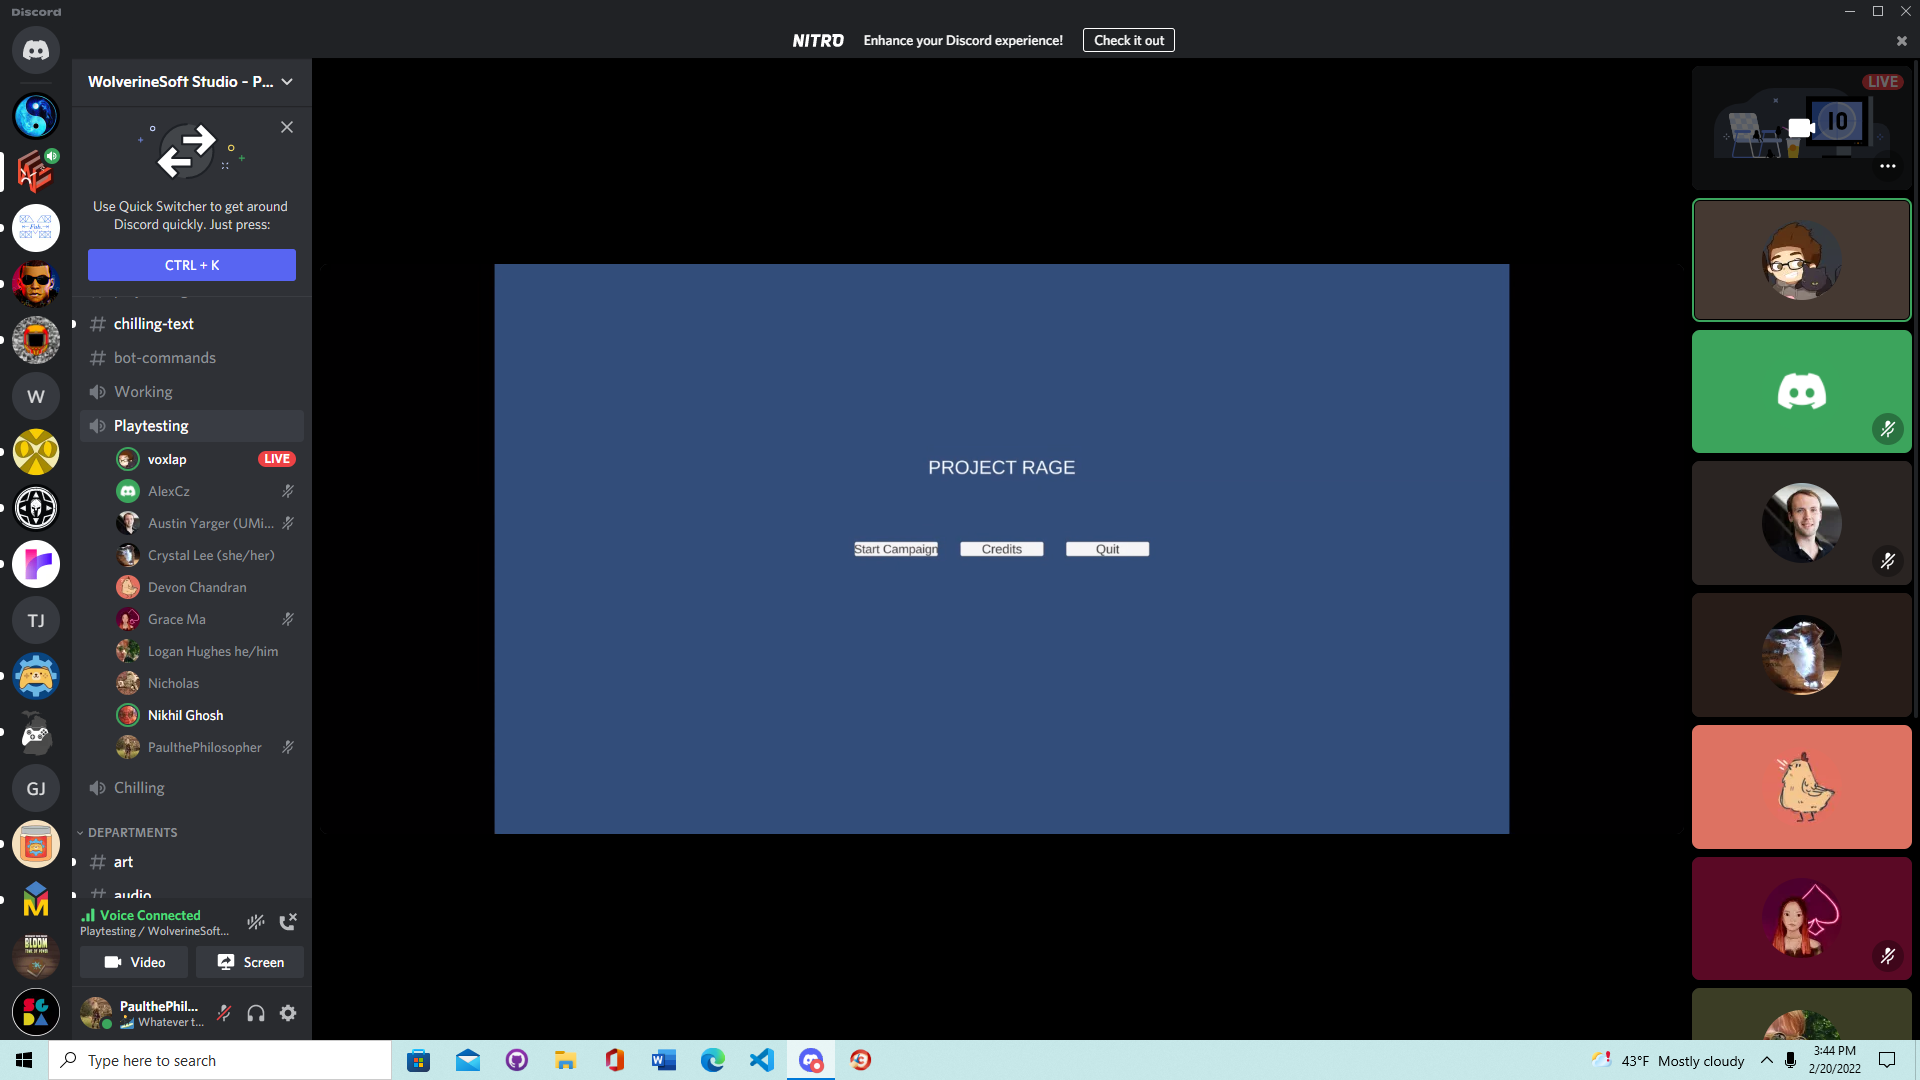 Discord
NITRO Enhance your Discord experience! Check it out
WolverineSoft Studio - P...
Use Quick Switcher to get around
Discord quickly. Just press:
CTRL + K
chilling-text
bot-commands
Working
Playtesting
voxlap LIVE
AlexCz
Austin Yarger (UMi...
Crystal Lee (she/her)
Devon Chandran
Grace Ma
Logan Hughes he/him
Nicholas
Nikhil Ghosh
PaulthePhilosopher
Chilling
DEPARTMENTS
art
audio
Voice Connected
Playtesting / WolverineSoft...
Video Screen
PaulthePhil...
Whatever t...
W
TJ
GJ
BLOOM
PROJECT RAGE
Start Campaign Credits Quit
LIVE
10
Type here to search
43°F Mostly cloudy
3:44 PM
2/20/2022